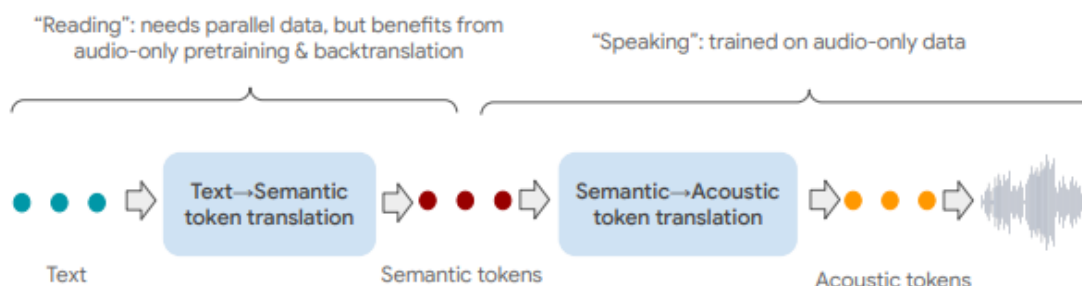 “Reading”: needs parallel data, but benefits from
audio-only pretraining & backtranslation
“Speaking”: trained on audio-only data
Text→Semantic
token translation
Semantic→Acoustic
token translation
Text
Semantic tokens
Acoustic tokens